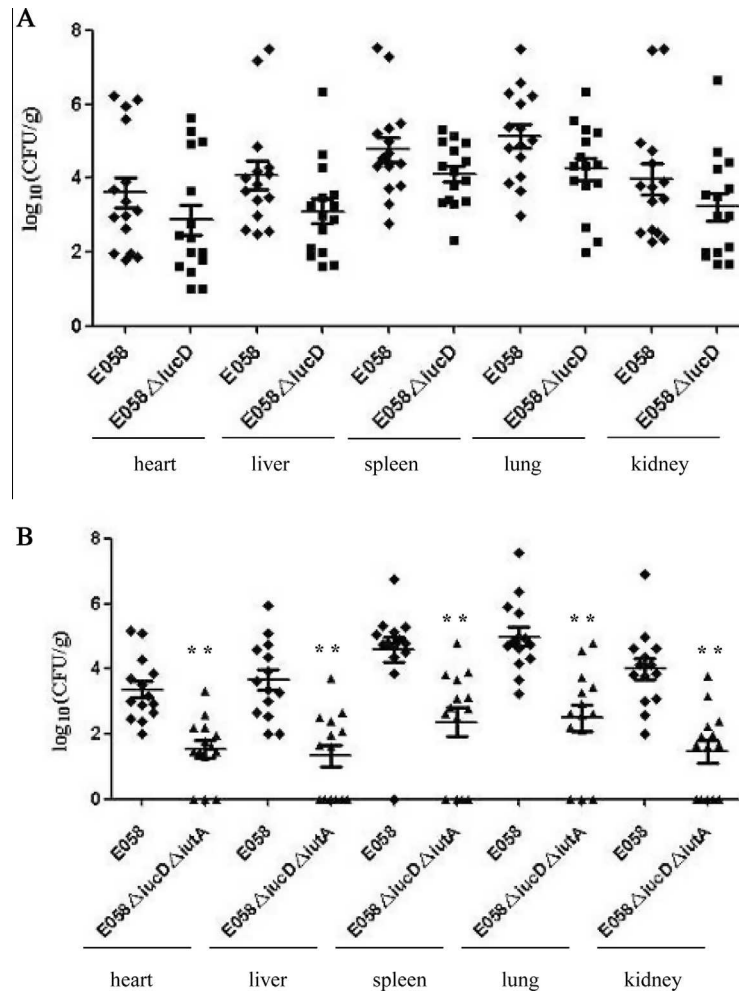 A
log10(CFU/g)
8
6
4
2
0
E058
E058△iucD
E058
E058△iucD
E058
E058△iucD
E058
E058△iucD
E058
E058△iucD
heart
liver
spleen
lung
kidney
B
log10(CFU/g)
8
6
4
2
0
* *
* *
* *
* *
* *
E058
E058△iucD△iutA
E058
E058△iucD△iutA
E058
E058△iucD△iutA
E058
E058△iucD△iutA
E058
E058△iucD△iutA
heart
liver
spleen
lung
kidney